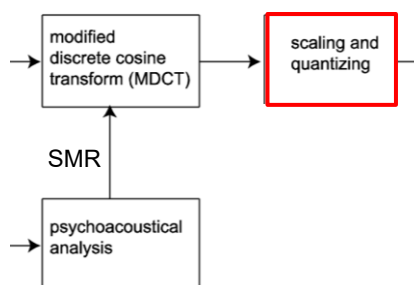 modified
discrete cosine
transform (MDCT)
scaling and
quantizing
SMR
psychoacoustical
analysis